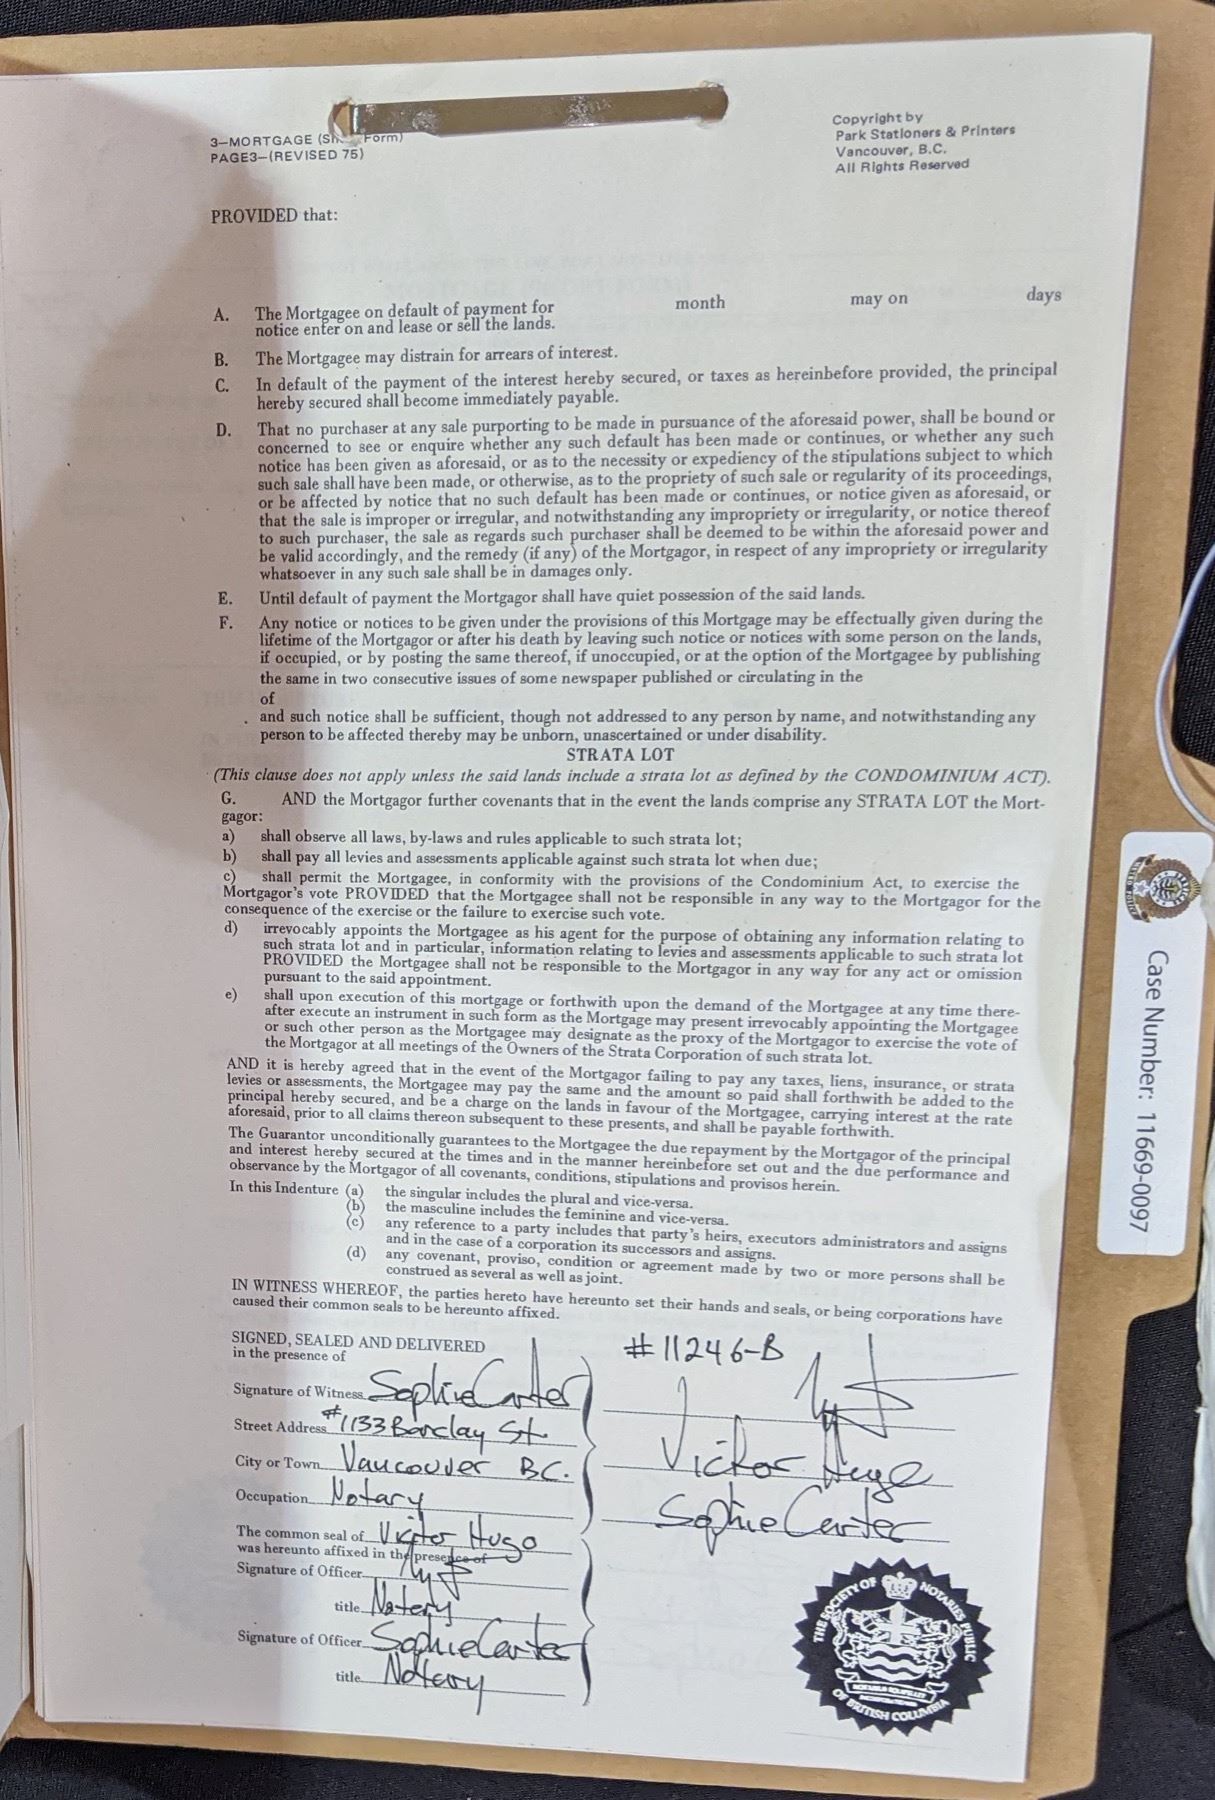 3—MORTGAGE (Sh Form)
PAGE3—(REVISED 75)
Copyright by
Park Stationers & Printers
Vancouver, B.C.
All Rights Reserved
PROVIDED that:
A. The Mortgagee on default of payment for month may on days
notice enter on and lease or sell the lands.
B. The Mortgagee may distrain for arrears of interest.
C. In default of the payment of the interest hereby secured, or taxes as hereinbefore provided, the principal
hereby secured shall become immediately payable.
D. That no purchaser at any sale purporting to be made in pursuance of the aforesaid power, shall be bound or
concerned to see or enquire whether any such default has been made or continues, or whether any such
notice has been given as aforesaid, or as to the necessity or expediency of the stipulations subject to which
such sale shall have been made, or otherwise, as to the propriety of such sale or regularity of its proceedings,
or be affected by notice that no such default has been made or continues, or notice given as aforesaid, or
that the sale is improper or irregular, and notwithstanding any impropriety or irregularity, or notice thereof
to such purchaser, the sale as regards such purchaser shall be deemed to be within the aforesaid power and
be valid accordingly, and the remedy (if any) of the Mortgagor, in respect of any impropriety or irregularity
whatsoever in any such sale shall be in damages only.
E. Until default of payment the Mortgagor shall have quiet possession of the said lands.
F. Any notice or notices to be given under the provisions of this Mortgage may be effectually given during the
lifetime of the Mortgagor or after his death by leaving such notice or notices with some person on the lands,
if occupied, or by posting the same thereof, if unoccupied, or at the option of the Mortgagee by publishing
the same in two consecutive issues of some newspaper published or circulating in the
of
and such notice shall be sufficient, though not addressed to any person by name, and notwithstanding any
person to be affected thereby may be unborn, unascertained or under disability.
STRATA LOT
(This clause does not apply unless the said lands include a strata lot as defined by the CONDOMINIUM ACT).
G. AND the Mortgagor further covenants that in the event the lands comprise any STRATA LOT the Mort-
gagor:
a) shall observe all laws, by-laws and rules applicable to such strata lot;
b) shall pay all levies and assessments applicable against such strata lot when due;
c) shall permit the Mortgagee, in conformity with the provisions of the Condominium Act, to exercise the
Mortgagor's vote PROVIDED that the Mortgagee shall not be responsible in any way to the Mortgagor for the
consequence of the exercise or the failure to exercise such vote.
d) irrevocably appoints the Mortgagee as his agent for the purpose of obtaining any information relating to
such strata lot and in particular, information relating to levies and assessments applicable to such strata lot
PROVIDED the Mortgagee shall not be responsible to the Mortgagor in any way for any act or omission
pursuant to the said appointment.
e) shall upon execution of this mortgage or forthwith upon the demand of the Mortgagee at any time there-
after execute an instrument in such form as the Mortgage may present irrevocably appointing the Mortgagee
or such other person as the Mortgagee may designate as the proxy of the Mortgagor to exercise the vote of
the Mortgagor at all meetings of the Owners of the Strata Corporation of such strata lot.
AND it is hereby agreed that in the event of the Mortgagor failing to pay any taxes, liens, insurance, or strata
levies or assessments, the Mortgagee may pay the same and the amount so paid shall forthwith be added to the
principal hereby secured, and be a charge on the lands in favour of the Mortgagee, carrying interest at the rate
aforesaid, prior to all claims thereon subsequent to these presents, and shall be payable forthwith.
The Guarantor unconditionally guarantees to the Mortgagee the due repayment by the Mortgagor of the principal
and interest hereby secured at the times and in the manner hereinbefore set out and the due performance and
observance by the Mortgagor of all covenants, conditions, stipulations and provisos herein.
In this Indenture (a) the singular includes the plural and vice-versa.
(b) the masculine includes the feminine and vice-versa.
(c) any reference to a party includes that party's heirs, executors administrators and assigns
and in the case of a corporation its successors and assigns.
(d) any covenant, proviso, condition or agreement made by two or more persons shall be
construed as several as well as joint.
IN WITNESS WHEREOF, the parties hereto have hereunto set their hands and seals, or being corporations have
caused their common seals to be hereunto affixed.
SIGNED, SEALED AND DELIVERED
in the presence of
Signature of Witness Sophie Carter
Street Address #1133 Barclay St.
City or Town Vancouver BC.
Occupation Notary
The common seal of Victor Hugo
was hereunto affixed in the presence of
Signature of Officer
title Notary
Signature of Officer Sophie Carter
title Notary
#11246-B
Victor Hugo
Sophie Carter
THE SOCIETY OF NOTARIES PUBLIC
OF BRITISH COLUMBIA
Case Number: 11669-0097